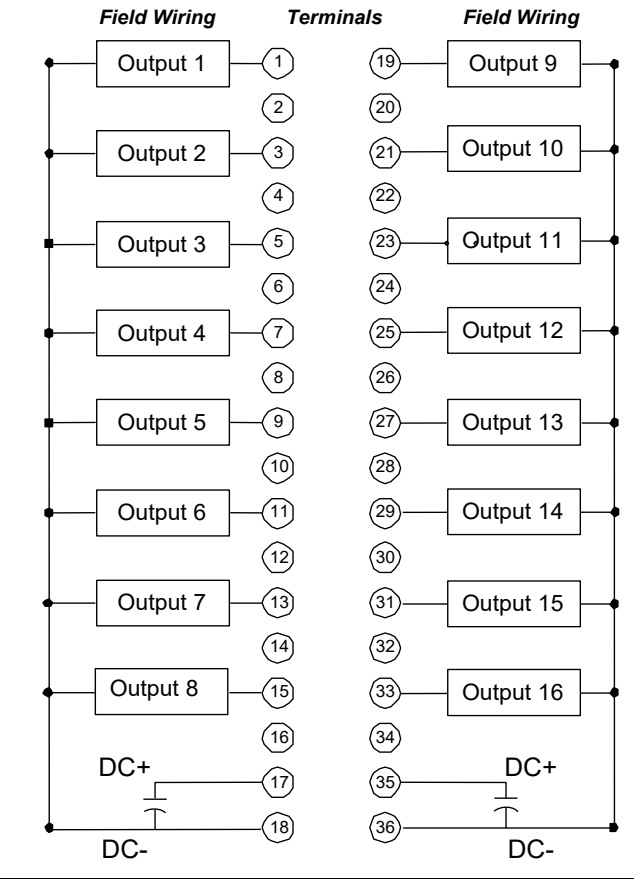 Field Wiring Terminals Field Wiring
Output 1 1 19 Output 9
2 20
Output 2 3 21 Output 10
4 22
Output 3 5 23 Output 11
6 24
Output 4 7 25 Output 12
8 26
Output 5 9 27 Output 13
10 28
Output 6 11 29 Output 14
12 30
Output 7 13 31 Output 15
14 32
Output 8 15 33 Output 16
16 34
DC+ 17 35 DC+
18 36
DC- DC-